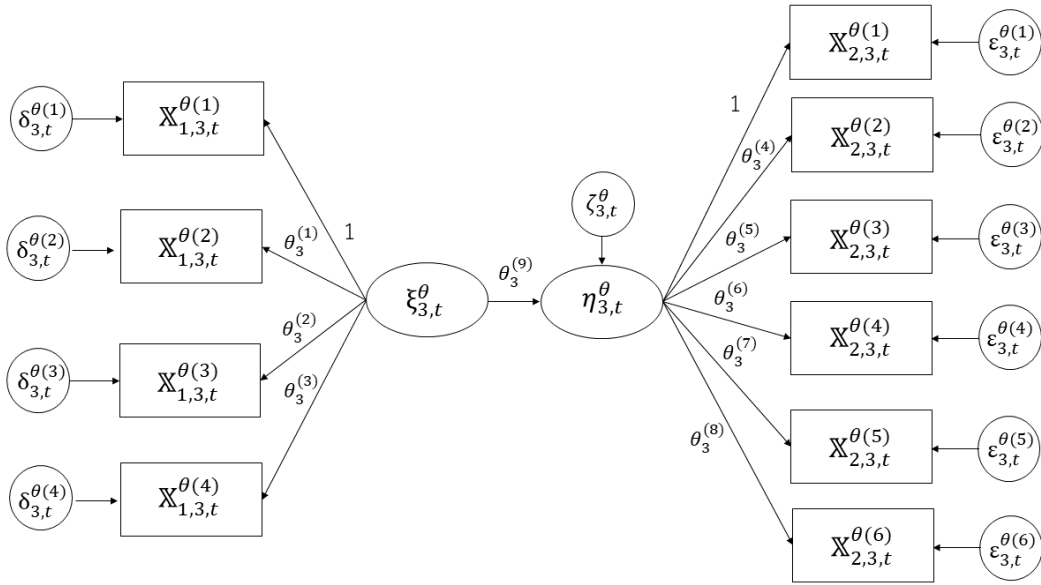 δ_{3,t}^{θ(1)}
𝕏_{1,3,t}^{θ(1)}
δ_{3,t}^{θ(2)}
𝕏_{1,3,t}^{θ(2)}
δ_{3,t}^{θ(3)}
𝕏_{1,3,t}^{θ(3)}
δ_{3,t}^{θ(4)}
𝕏_{1,3,t}^{θ(4)}
1
θ_3^{(1)}
θ_3^{(2)}
θ_3^{(3)}
ξ_{3,t}^{θ}
θ_3^{(9)}
ζ_{3,t}^{θ}
η_{3,t}^{θ}
1
θ_3^{(4)}
θ_3^{(5)}
θ_3^{(6)}
θ_3^{(7)}
θ_3^{(8)}
𝕏_{2,3,t}^{θ(1)}
ε_{3,t}^{θ(1)}
𝕏_{2,3,t}^{θ(2)}
ε_{3,t}^{θ(2)}
𝕏_{2,3,t}^{θ(3)}
ε_{3,t}^{θ(3)}
𝕏_{2,3,t}^{θ(4)}
ε_{3,t}^{θ(4)}
𝕏_{2,3,t}^{θ(5)}
ε_{3,t}^{θ(5)}
𝕏_{2,3,t}^{θ(6)}
ε_{3,t}^{θ(6)}